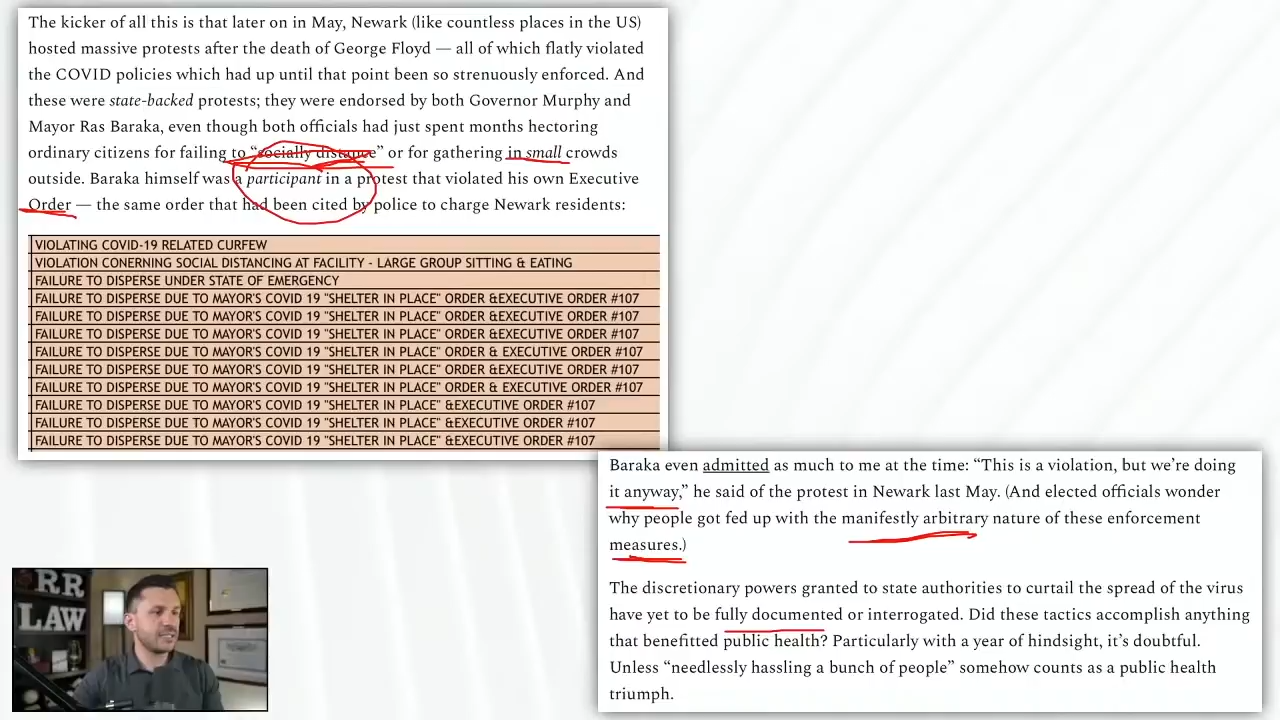 The kicker of all this is that later on in May, Newark (like countless places in the US)
hosted massive protests after the death of George Floyd — all of which flatly violated
the COVID policies which had up until that point been so strenuously enforced. And
these were state-backed protests; they were endorsed by both Governor Murphy and
Mayor Ras Baraka, even though both officials had just spent months hectoring
ordinary citizens for failing to “socially distance” or for gathering in small crowds
outside. Baraka himself was a participant in a protest that violated his own Executive
Order — the same order that had been cited by police to charge Newark residents:
VIOLATING COVID-19 RELATED CURFEW
VIOLATION CONERNING SOCIAL DISTANCING AT FACILITY - LARGE GROUP SITTING & EATING
FAILURE TO DISPERSE UNDER STATE OF EMERGENCY
FAILURE TO DISPERSE DUE TO MAYOR'S COVID 19 "SHELTER IN PLACE" ORDER &EXECUTIVE ORDER #107
FAILURE TO DISPERSE DUE TO MAYOR'S COVID 19 "SHELTER IN PLACE" ORDER &EXECUTIVE ORDER #107
FAILURE TO DISPERSE DUE TO MAYOR'S COVID 19 "SHELTER IN PLACE" ORDER &EXECUTIVE ORDER #107
FAILURE TO DISPERSE DUE TO MAYOR'S COVID 19 "SHELTER IN PLACE" ORDER & EXECUTIVE ORDER #107
FAILURE TO DISPERSE DUE TO MAYOR'S COVID 19 "SHELTER IN PLACE" ORDER &EXECUTIVE ORDER #107
FAILURE TO DISPERSE DUE TO MAYOR'S COVID 19 "SHELTER IN PLACE" ORDER & EXECUTIVE ORDER #107
FAILURE TO DISPERSE DUE TO MAYOR'S COVID 19 "SHELTER IN PLACE" &EXECUTIVE ORDER #107
FAILURE TO DISPERSE DUE TO MAYOR'S COVID 19 "SHELTER IN PLACE" &EXECUTIVE ORDER #107
FAILURE TO DISPERSE DUE TO MAYOR'S COVID 19 "SHELTER IN PLACE" &EXECUTIVE ORDER #107
Baraka even admitted as much to me at the time: “This is a violation, but we’re doing
it anyway,” he said of the protest in Newark last May. (And elected officials wonder
why people got fed up with the manifestly arbitrary nature of these enforcement
measures.)
The discretionary powers granted to state authorities to curtail the spread of the virus
have yet to be fully documented or interrogated. Did these tactics accomplish anything
that benefitted public health? Particularly with a year of hindsight, it’s doubtful.
Unless “needlessly hassling a bunch of people” somehow counts as a public health
triumph.
RR
LAW